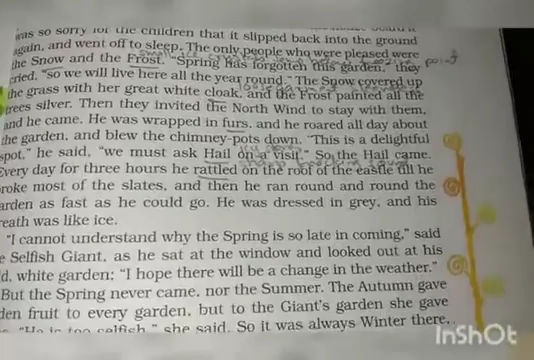 was so sorry for the children that it slipped back into the ground
again, and went off to sleep. The only people who were pleased were
the Snow and the Frost. "Spring has forgotten this garden," they
cried, "so we will live here all the year round." The Snow covered up
the grass with her great white cloak, and the Frost painted all the
trees silver. Then they invited the North Wind to stay with them,
and he came. He was wrapped in furs, and he roared all day about
the garden, and blew the chimney-pots down. "This is a delightful
spot," he said, "we must ask Hail on a visit." So the Hail came.
Every day for three hours he rattled on the roof of the castle till he
roke most of the slates, and then he ran round and round the
arden as fast as he could go. He was dressed in grey, and his
reath was like ice.
"I cannot understand why the Spring is so late in coming," said
e Selfish Giant, as he sat at the window and looked out at his
d, white garden; "I hope there will be a change in the weather."
But the Spring never came, nor the Summer. The Autumn gave
den fruit to every garden, but to the Giant's garden she gave
"He is too selfish," she said. So it was always Winter there,
InShOt